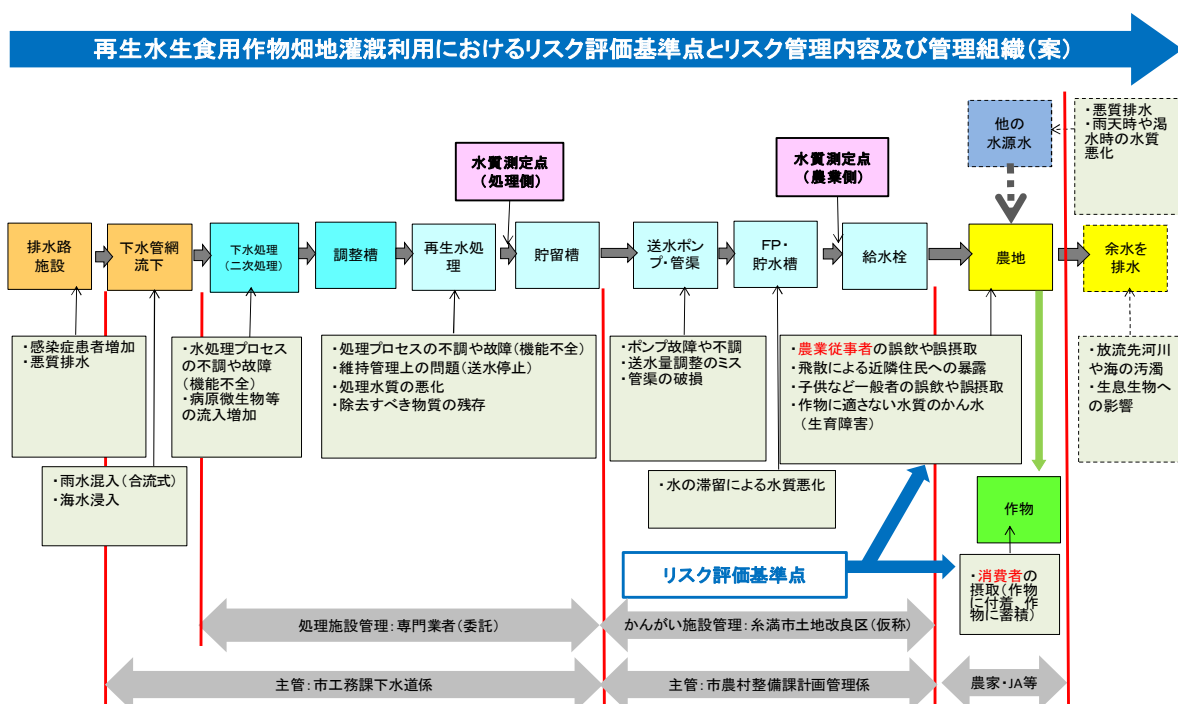 再生水生食用作物畑地灌漑利用におけるリスク評価基準点とリスク管理内容及び管理組織(案)
他の
水源水
・悪質排水
・雨天時や渇
水時の水質
悪化
水質測定点
(処理側)
水質測定点
(農業側)
排水路
施設
下水管網
流下
下水処理
(二次処理)
調整槽
再生水処
理
貯留槽
送水ポン
プ・管渠
FP・
貯水槽
給水栓
農地
余水を
排水
・感染症患者増加
・悪質排水
・水処理プロセス
の不調や故障
(機能不全)
・病原微生物等
の流入増加
・処理プロセスの不調や故障(機能不全)
・維持管理上の問題(送水停止)
・処理水質の悪化
・除去すべき物質の残存
・ポンプ故障や不調
・送水量調整のミス
・管渠の破損
・農業従事者の誤飲や誤摂取
・飛散による近隣住民への暴露
・子供など一般者の誤飲や誤摂取
・作物に適さない水質のかん水
(生育障害)
・放流先河川
や海の汚濁
・生息生物へ
の影響
・雨水混入(合流式)
・海水浸入
・水の滞留による水質悪化
作物
リスク評価基準点
・消費者の
摂取(作物
に付着、作
物に蓄積)
処理施設管理:専門業者(委託)
かんがい施設管理:糸満市土地改良区(仮称)
主管:市工務課下水道係
主管:市農村整備課計画管理係
農家・JA等